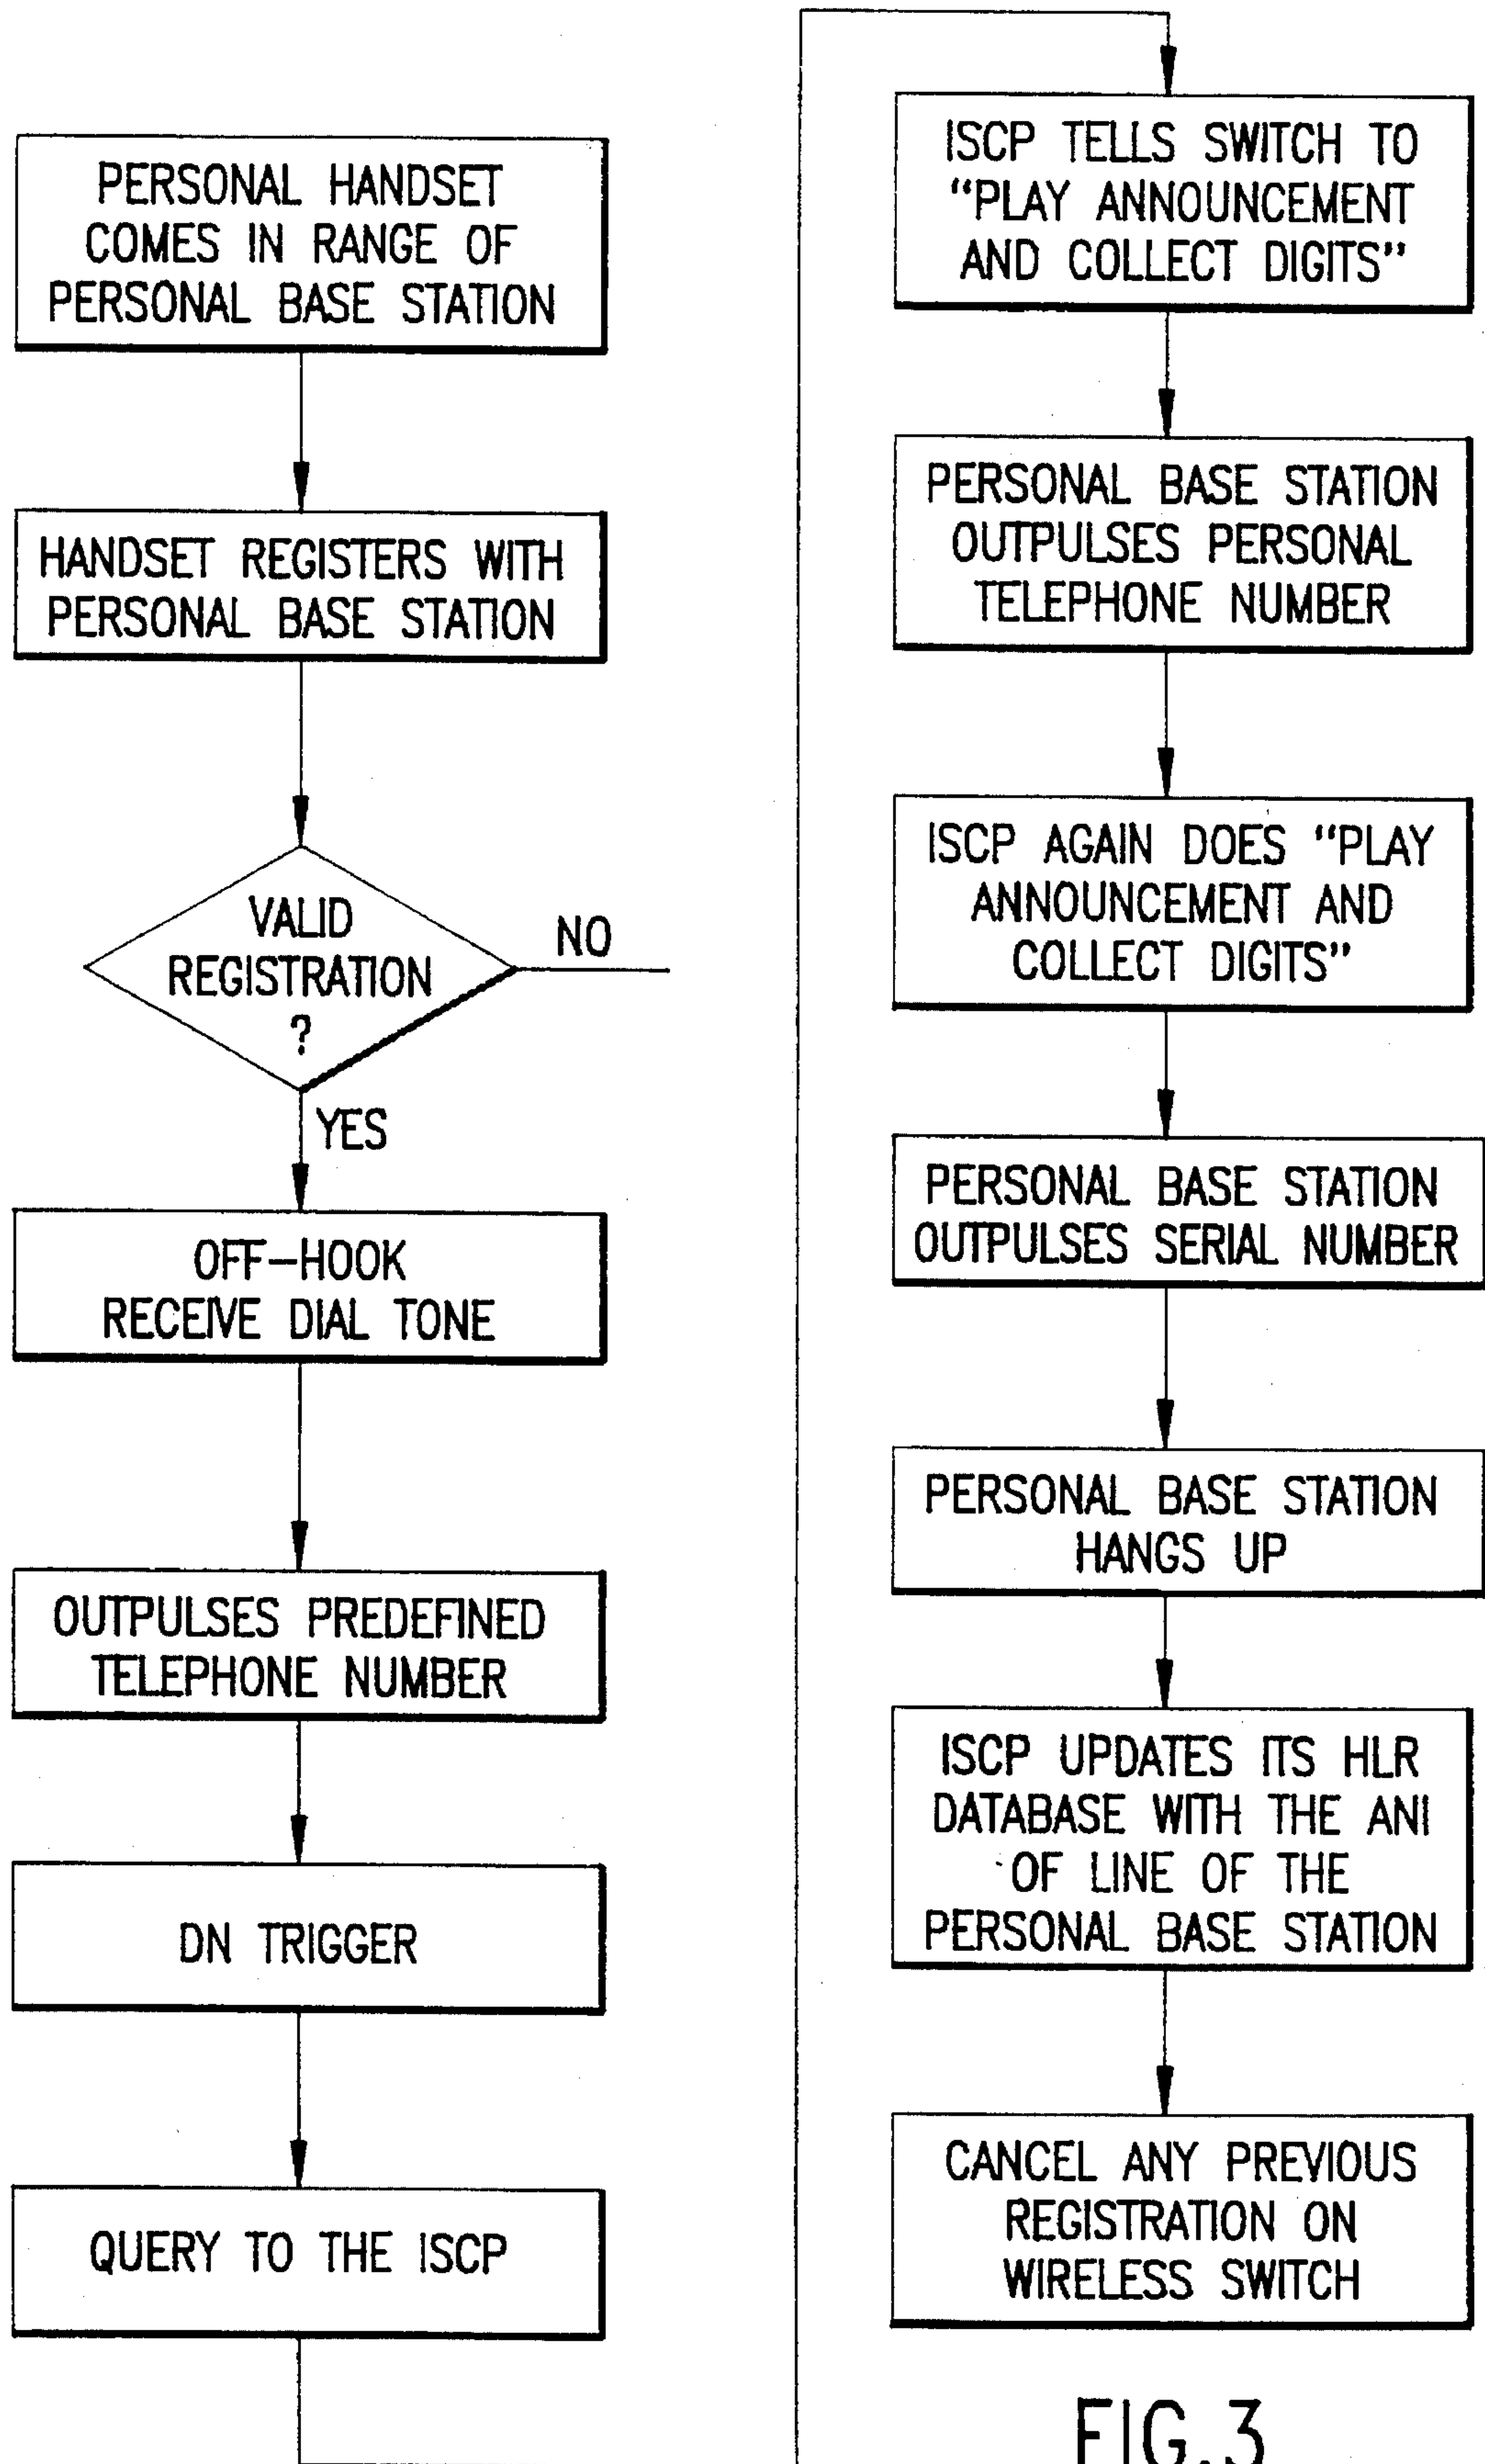 PERSONAL HANDSET
COMES IN RANGE OF
PERSONAL BASE STATION
HANDSET REGISTERS WITH
PERSONAL BASE STATION
VALID
REGISTRATION
?
NO
YES
OFF-HOOK
RECEIVE DIAL TONE
OUTPULSES PREDEFINED
TELEPHONE NUMBER
DN TRIGGER
QUERY TO THE ISCP
ISCP TELLS SWITCH TO
"PLAY ANNOUNCEMENT
AND COLLECT DIGITS"
PERSONAL BASE STATION
OUTPULSES PERSONAL
TELEPHONE NUMBER
ISCP AGAIN DOES "PLAY
ANNOUNCEMENT AND
COLLECT DIGITS"
PERSONAL BASE STATION
OUTPULSES SERIAL NUMBER
PERSONAL BASE STATION
HANGS UP
ISCP UPDATES ITS HLR
DATABASE WITH THE ANI
OF LINE OF THE
PERSONAL BASE STATION
CANCEL ANY PREVIOUS
REGISTRATION ON
WIRELESS SWITCH
FIG.3